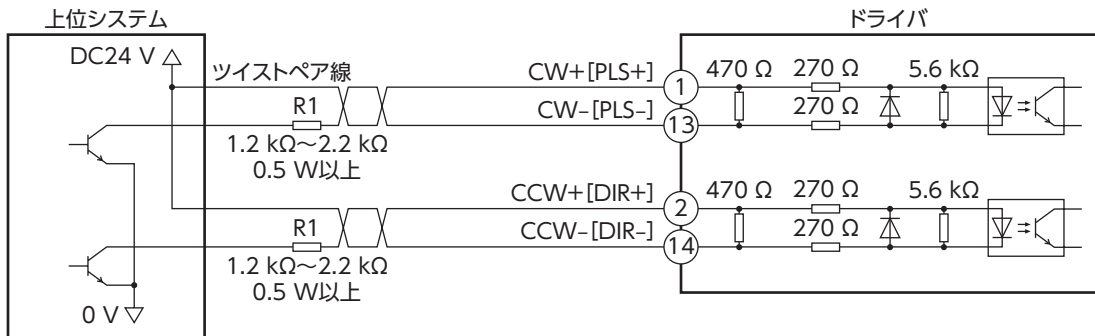 上位システム
ドライバ
DC24 V
ツイストペア線
CW+[PLS+]
1
470 Ω
270 Ω
5.6 kΩ
R1
CW–[PLS–]
13
270 Ω
1.2 kΩ～2.2 kΩ
0.5 W以上
CCW+[DIR+]
2
470 Ω
270 Ω
5.6 kΩ
R1
CCW–[DIR–]
14
270 Ω
1.2 kΩ～2.2 kΩ
0.5 W以上
0 V